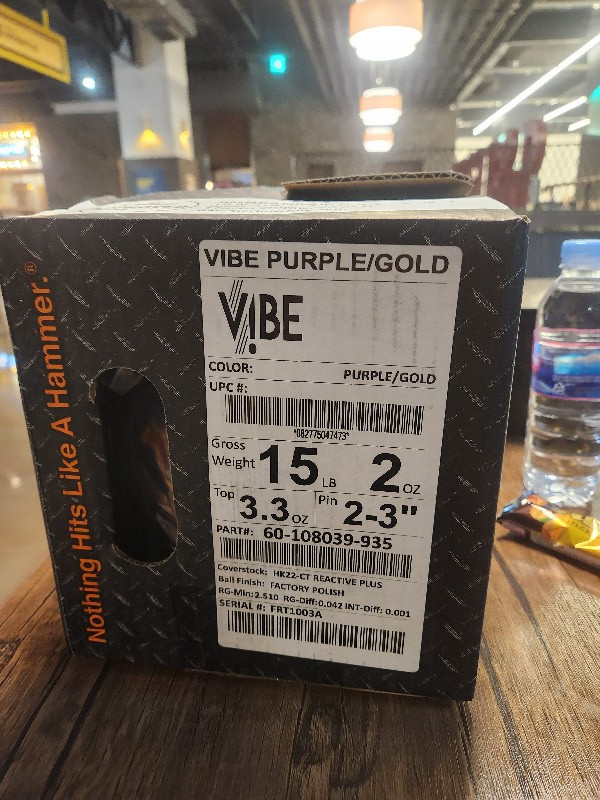 VIBE PURPLE/GOLD
VIBE
COLOR: PURPLE/GOLD
UPC #:
*082775047473*
Gross Weight 15 LB 2 OZ
Top 3.3 OZ Pin 2-3"
PART#: 60-108039-935
Coverstock: HK22-CT REACTIVE PLUS
Ball Finish: FACTORY POLISH
RG-Min:2.510 RG-Diff:0.042 INT-Diff: 0.001
SERIAL #: FRT1003A
Nothing Hits Like A Hammer.®